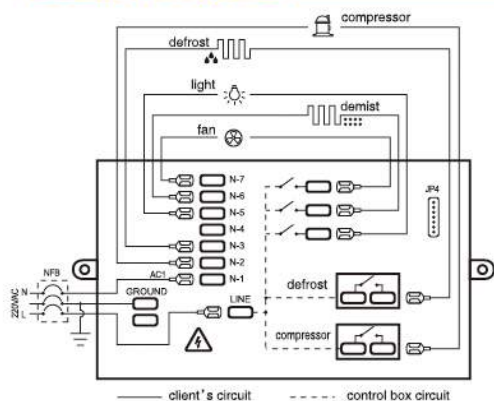 compressor
defrost
light
demist
fan
N-7
N-6
N-5
N-4
N-3
N-2
N-1
JP4
NFB
AC1
GROUND
LINE
220VAC
N
L
defrost
compressor
client's circuit
control box circuit